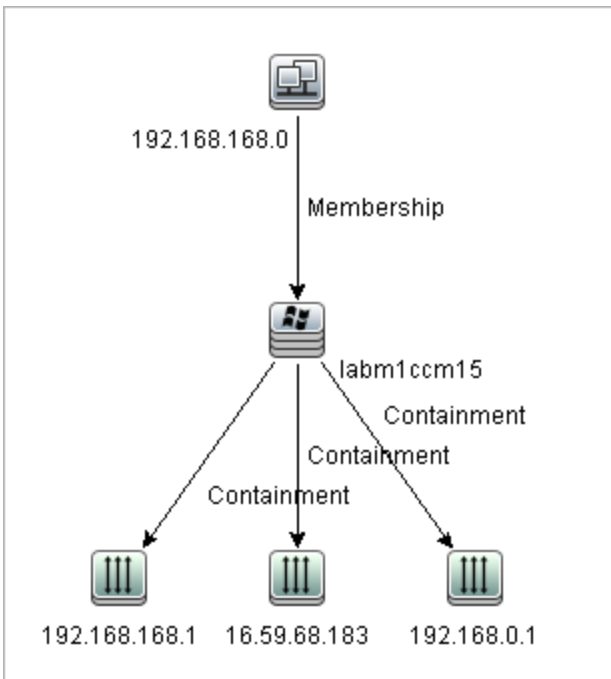 192.168.168.0
Membership
labm1ccm15
Containment
Containment
Containment
192.168.168.1
16.59.68.183
192.168.0.1